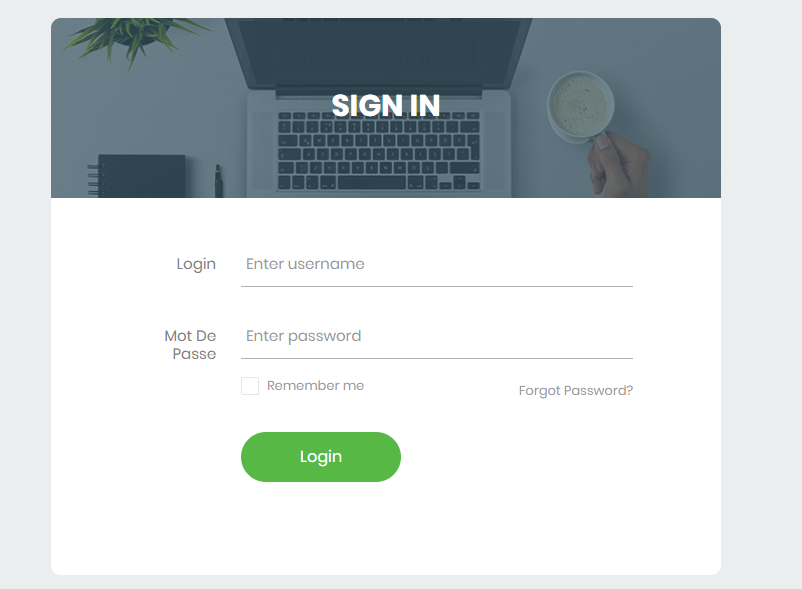 SIGN IN
Login
Enter username
Mot De
Passe
Enter password
Remember me
Forgot Password?
Login